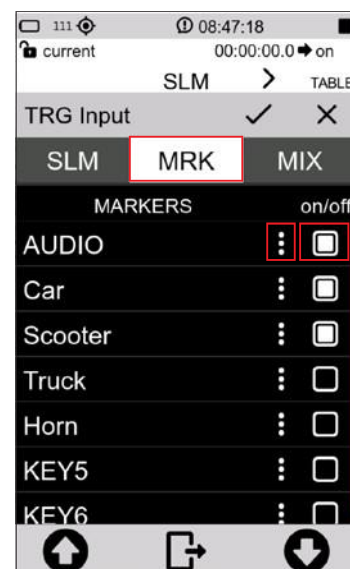 111 08:47:18
current 00:00:00.0 on
SLM > TABLE
TRG Input
SLM MRK MIX
MARKERS on/off
AUDIO
Car
Scooter
Truck
Horn
KEY5
KEY6